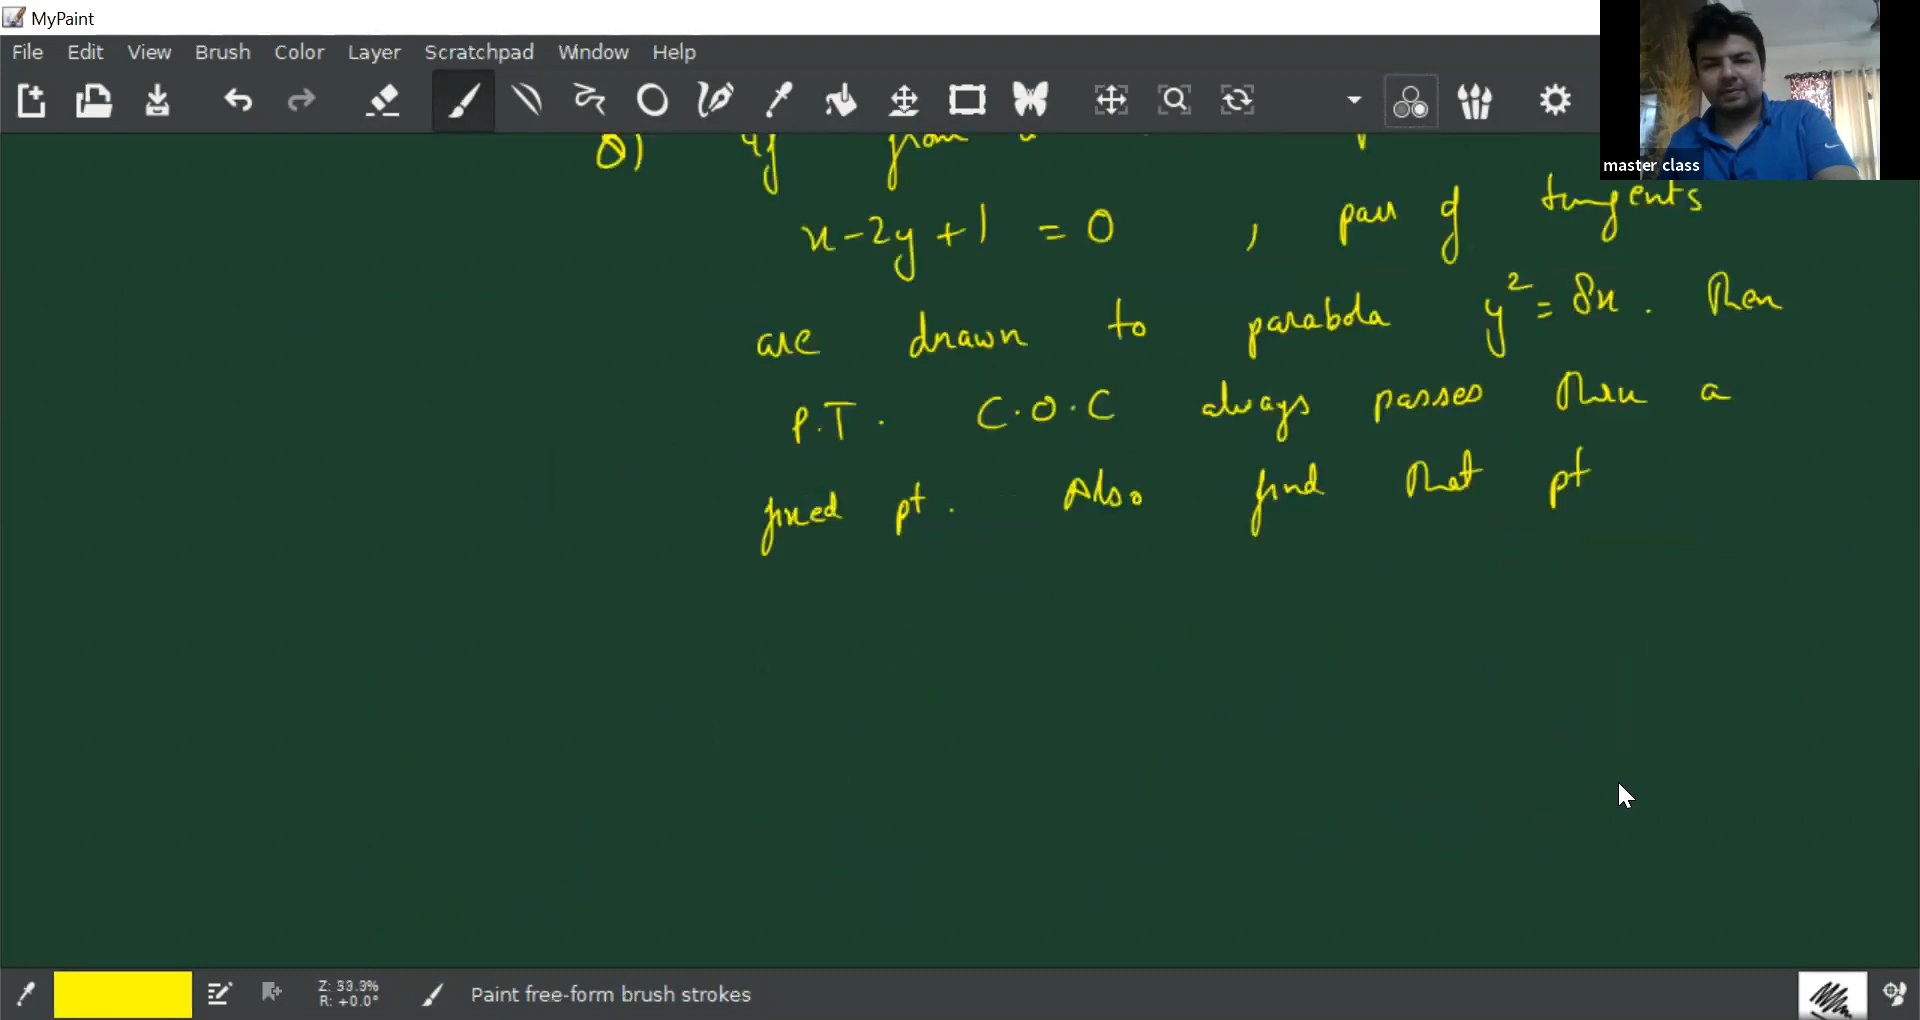 MyPaint
File Edit View Brush Color Layer Scratchpad Window Help
master class
Q) If from a
x-2y+1 = 0 , pair of tangents
are drawn to parabola y² = 8x . Then
P.T. C.O.C always passes thru a
fixed pt. Also find that pt
Z: 33.3%
R: +0.0°
Paint free-form brush strokes